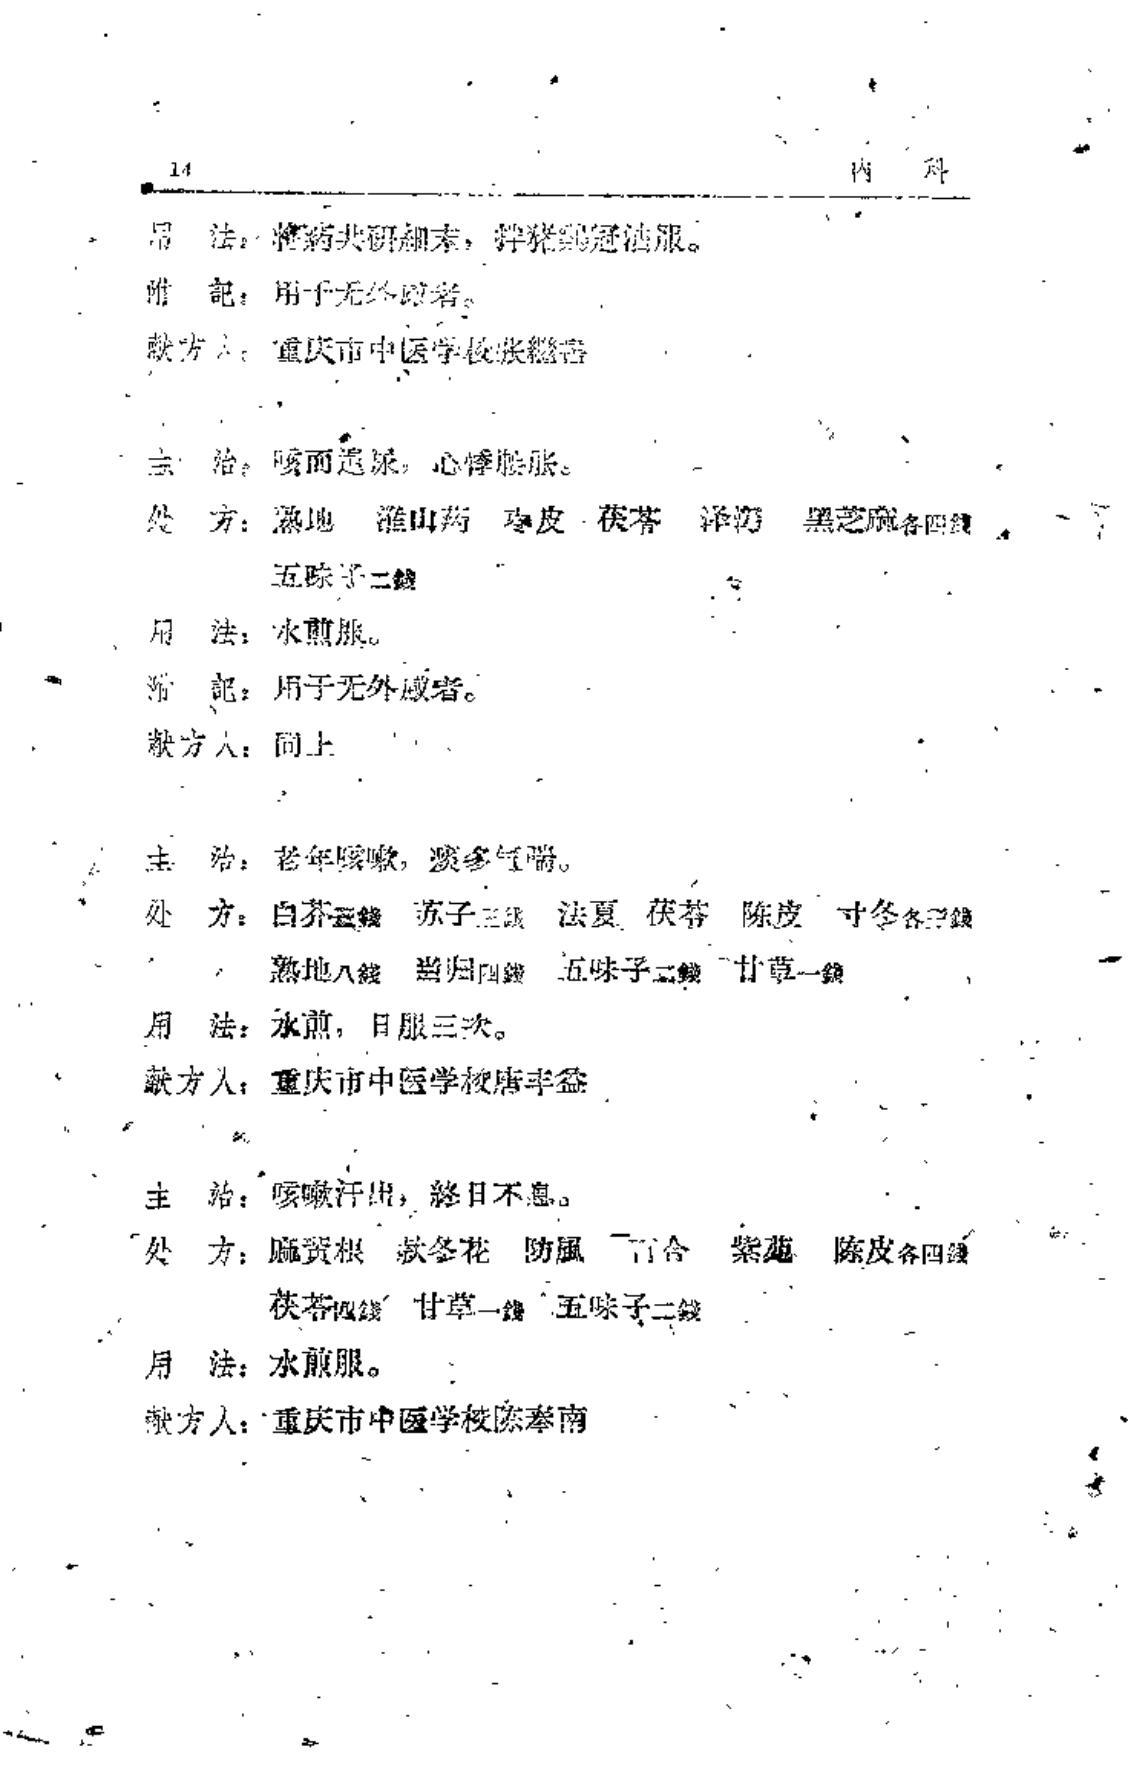 14 内 科
用 法：将药共研細末，拌猪鸡冠油服。
附 記：用于无外感者。
献方人：重庆市中医学校张继
主 治：咳而遗尿，心悸膨胀。
处 方：熟地 淮山药 枣皮 茯苓 泽泻 黑芝麻各四錢
五味子二錢
用 法：水煎服。
附 記：用于无外感者。
献方人：同上
主 治：老年咳嗽，痰多气喘。
处 方：白芥錢 苏子三錢 法夏 茯苓 陈皮 寸冬各三錢
熟地八錢 当归四錢 五味子二錢 甘草一錢
用 法：水煎，日服三次。
献方人：重庆市中医学校唐丰益
主 治：咳嗽汗出，終日不息。
处 方：麻黄根 款冬花 防風 百合 紫菀 陈皮各四錢
茯苓四錢 甘草一錢 五味子二錢
用 法：水煎服。
献方人：重庆市中医学校陈奉南